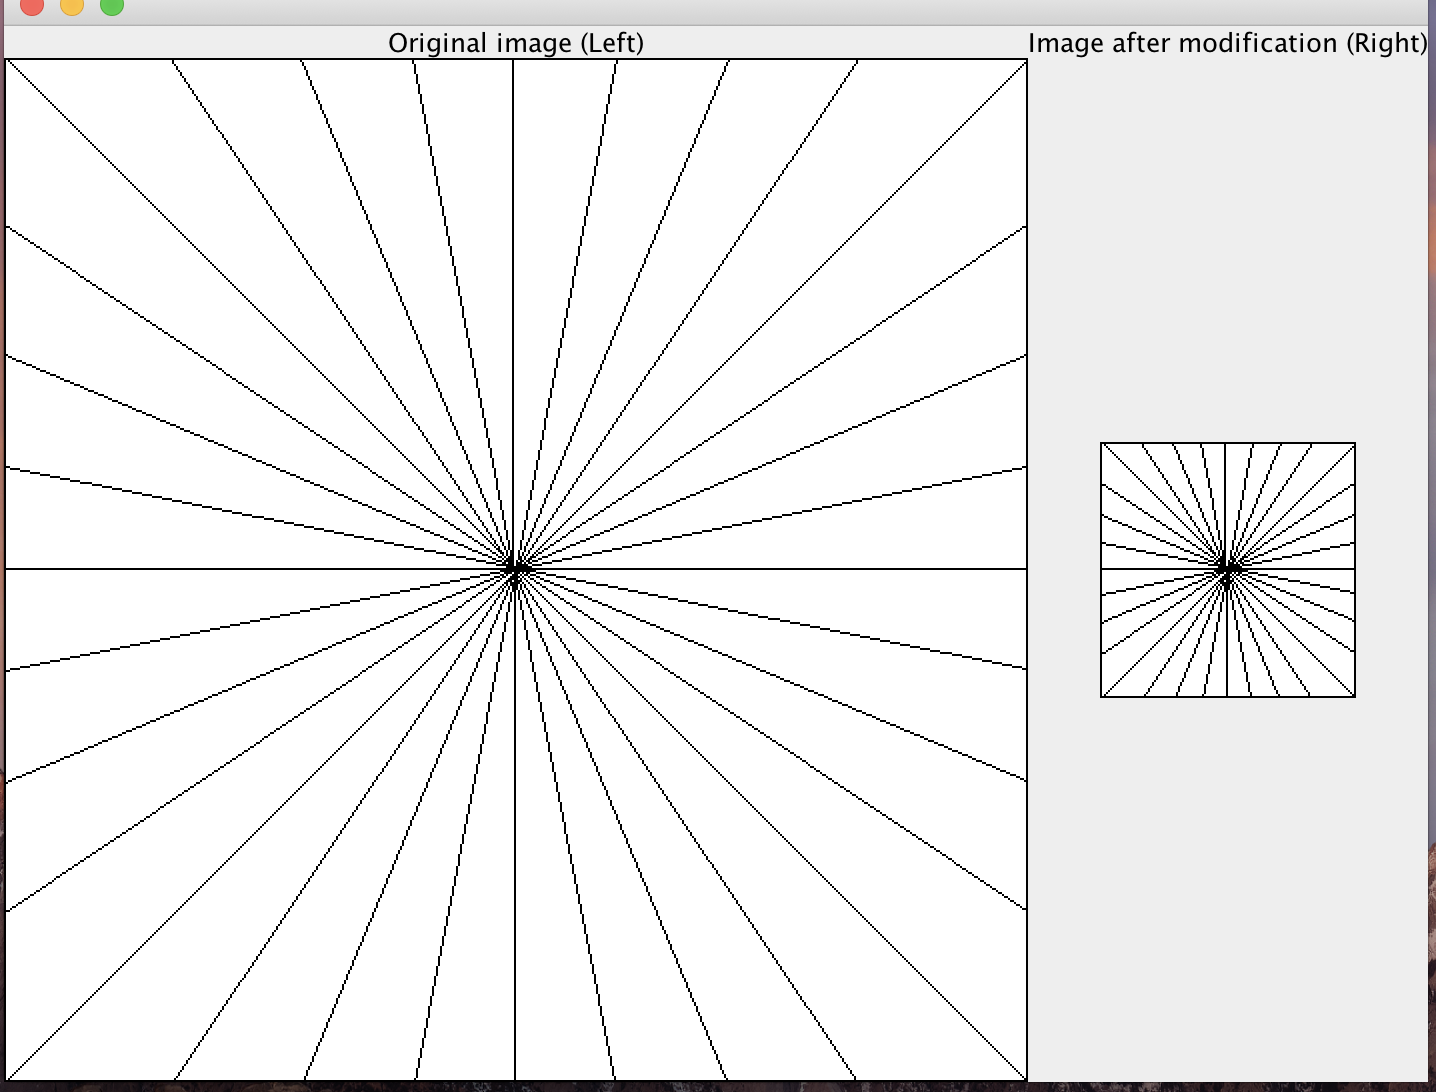 Original image (Left)
Image after modification (Right)